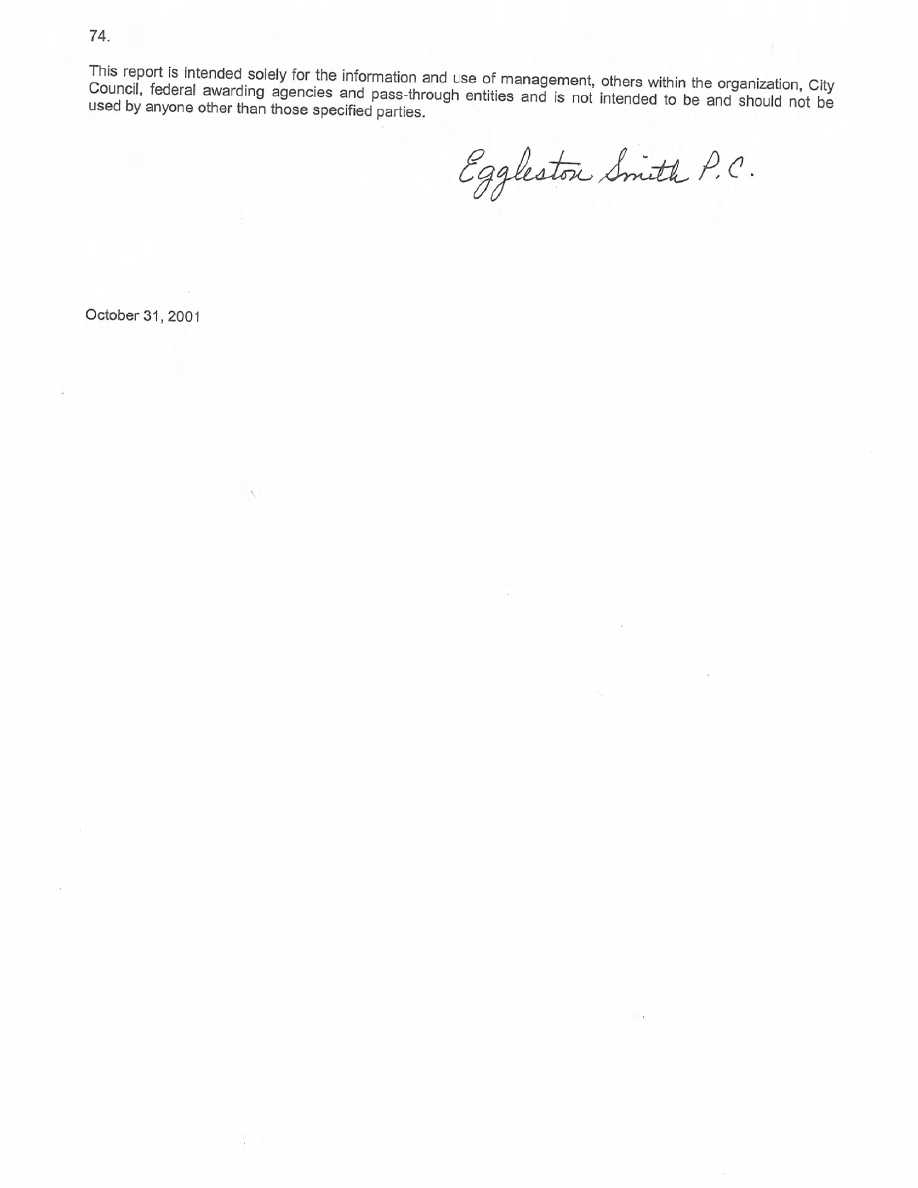 74.
This report is intended solely for the information and use of management, others within the organization, City
Council, federal awarding agencies and pass-through entities and is not intended to be and should not be
used by anyone other than those specified parties.
Eggleston Smith P.C.
October 31, 2001